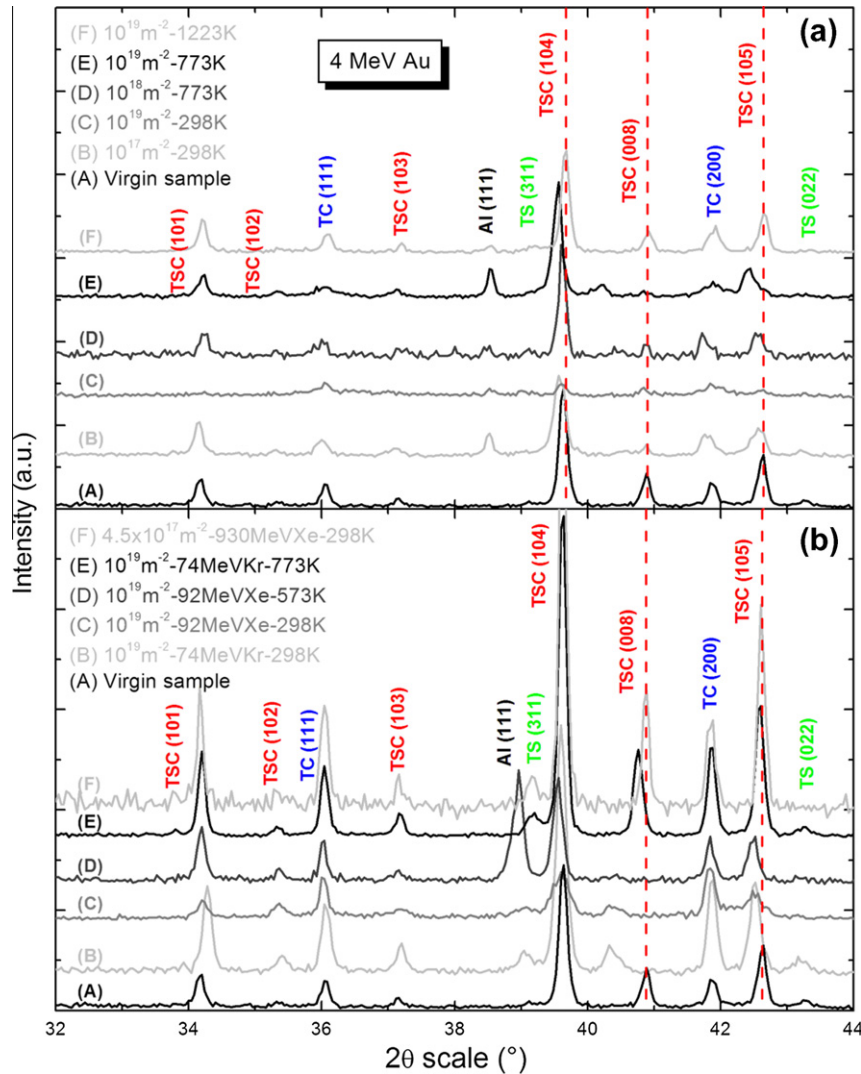 (F) 10¹⁹m⁻²-1223K
(E) 10¹⁹m⁻²-773K
(D) 10¹⁸m⁻²-773K
(C) 10¹⁹m⁻²-298K
(B) 10¹⁷m⁻²-298K
(A) Virgin sample
4 MeV Au
(a)
TSC (101)
TSC (102)
TC (111)
TSC (103)
Al (111)
TS (311)
TSC (104)
TSC (008)
TC (200)
TSC (105)
TS (022)
(F)
(E)
(D)
(C)
(B)
(A)
Intensity (a.u.)
(F) 4.5x10¹⁷m⁻²-930MeVXe-298K
(E) 10¹⁹m⁻²-74MeVKr-773K
(D) 10¹⁹m⁻²-92MeVXe-573K
(C) 10¹⁹m⁻²-92MeVXe-298K
(B) 10¹⁹m⁻²-74MeVKr-298K
(A) Virgin sample
(b)
TSC (101)
TSC (102)
TC (111)
TSC (103)
Al (111)
TS (311)
TSC (104)
TSC (008)
TC (200)
TSC (105)
TS (022)
(F)
(E)
(D)
(C)
(B)
(A)
32 34 36 38 40 42 44
2θ scale (°)